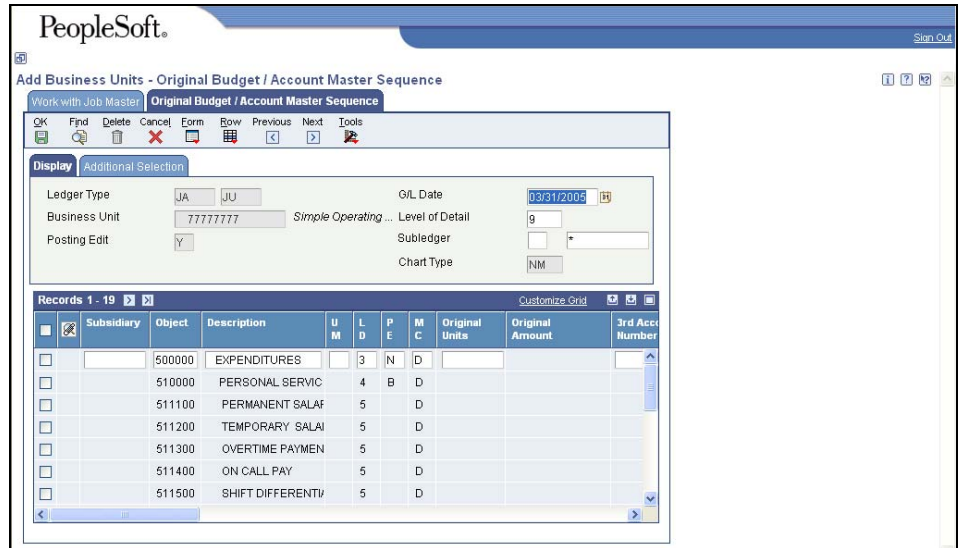 PeopleSoft®
Sign Out
Add Business Units - Original Budget / Account Master Sequence
Work with Job Master Original Budget / Account Master Sequence
OK Find Delete Cancel Form Row Previous Next Tools
Display Additional Selection
Ledger Type JA JU G/L Date 03/31/2005
Business Unit 77777777 Simple Operating ... Level of Detail 9
Posting Edit Y Subledger *
Chart Type NM
Records 1 - 19 Customize Grid
Subsidiary Object Description U M L D P E M C Original Units Original Amount 3rd Acco Number
500000 EXPENDITURES 3 N D
510000 PERSONAL SERVIC 4 B D
511100 PERMANENT SALAR 5 D
511200 TEMPORARY SALAI 5 D
511300 OVERTIME PAYMEN 5 D
511400 ON CALL PAY 5 D
511500 SHIFT DIFFERENTIA 5 D